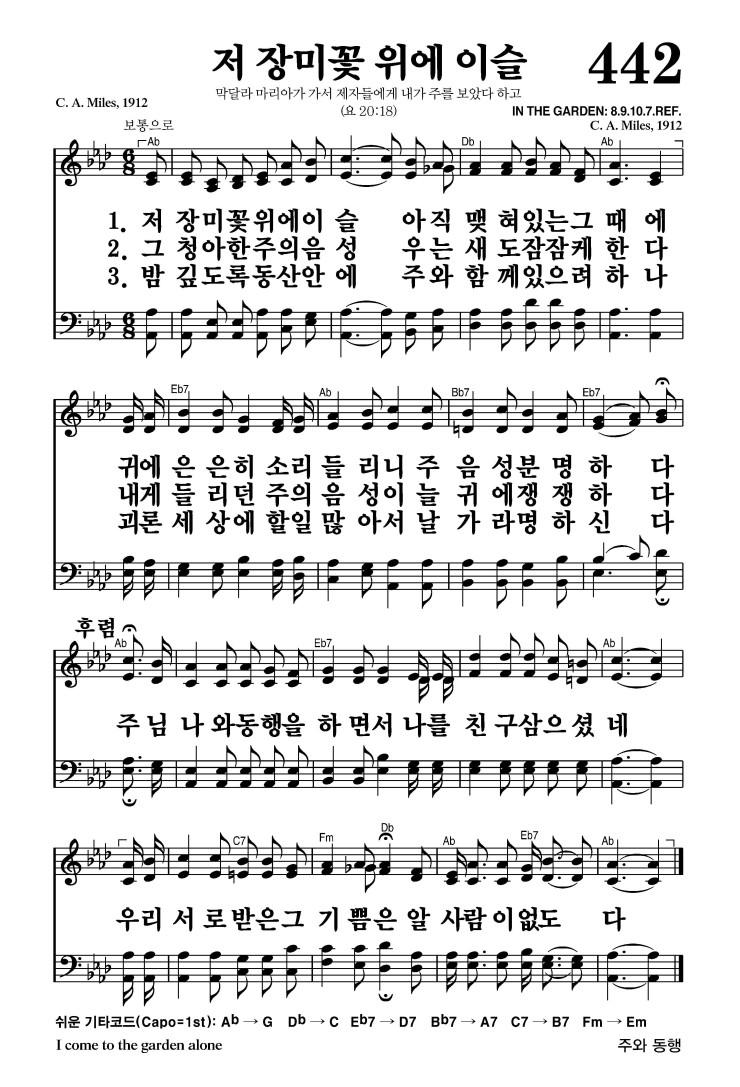 저 장미꽃 위에 이슬 442
막달라 마리아가 가서 제자들에게 내가 주를 보았다 하고
C. A. Miles, 1912 (요 20:18) IN THE GARDEN: 8.9.10.7.REF.
보통으로 C. A. Miles, 1912
Ab Db Ab
6 8
1. 저 장미꽃위에이 슬 아직 맺 혀있는그 때 에
2. 그 청아한주의음 성 우는 새 도잠잠케 한 다
3. 밤 깊도록동산안 에 주와 함 께있으려 하 나
6 8
Eb7 Ab Bb7 Eb7
귀에 은 은히 소리 들 리니 주 음 성분 명 하 다
내게 들 리던 주의 음 성이 늘 귀 에쟁 쟁 하 다
괴론 세 상에 할일 많 아서 날 가 라명 하 신 다
후렴
Ab Eb7 Ab
주 님 나 와동행을 하 면서 나를 친 구삼으 셨 네
C7 Fm Db Ab Eb7 Ab
우리 서 로받은그 기 쁨은 알 사람 이없도 다
쉬운 기타코드(Capo=1st): Ab → G Db → C Eb7 → D7 Bb7 → A7 C7 → B7 Fm → Em
I come to the garden alone 주와 동행